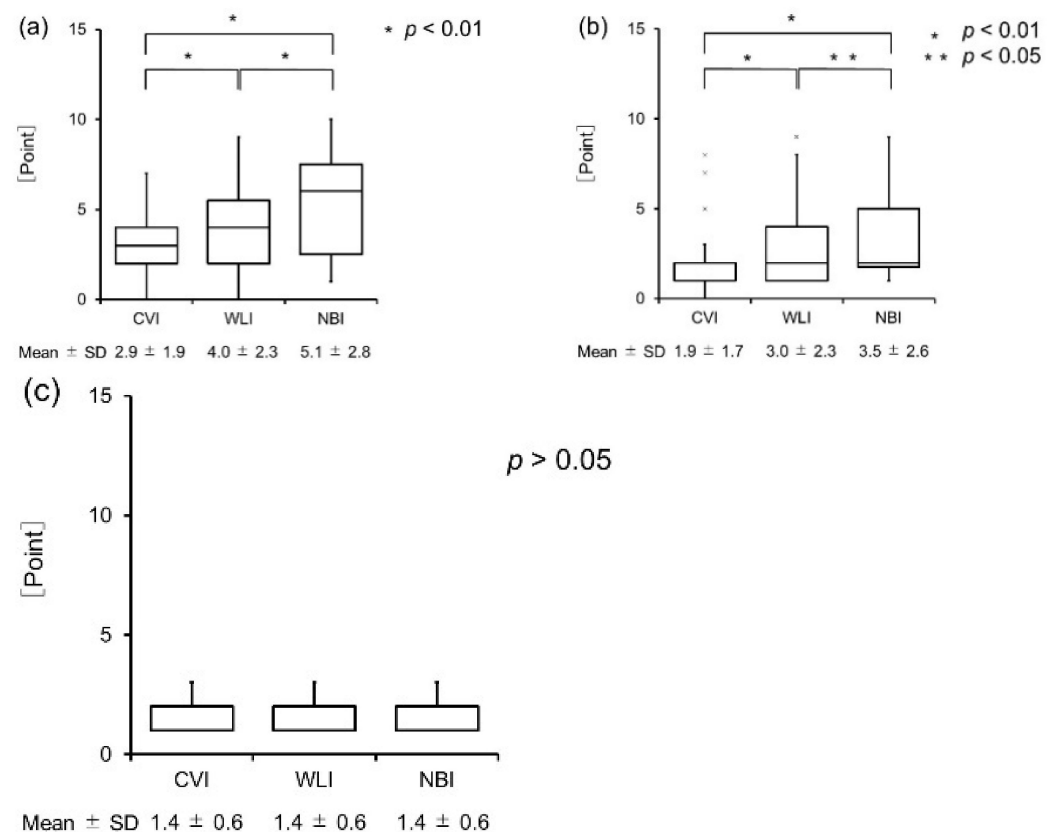 (a)
* p < 0.01
15
*
* *
10
[Point]
5
0
CVI WLI NBI
Mean ± SD 2.9 ± 1.9 4.0 ± 2.3 5.1 ± 2.8
(b)
* p < 0.01
** p < 0.05
15
*
* **
10
[Point]
5
0
CVI WLI NBI
Mean ± SD 1.9 ± 1.7 3.0 ± 2.3 3.5 ± 2.6
(c)
15
p > 0.05
10
[Point]
5
0
CVI WLI NBI
Mean ± SD 1.4 ± 0.6 1.4 ± 0.6 1.4 ± 0.6